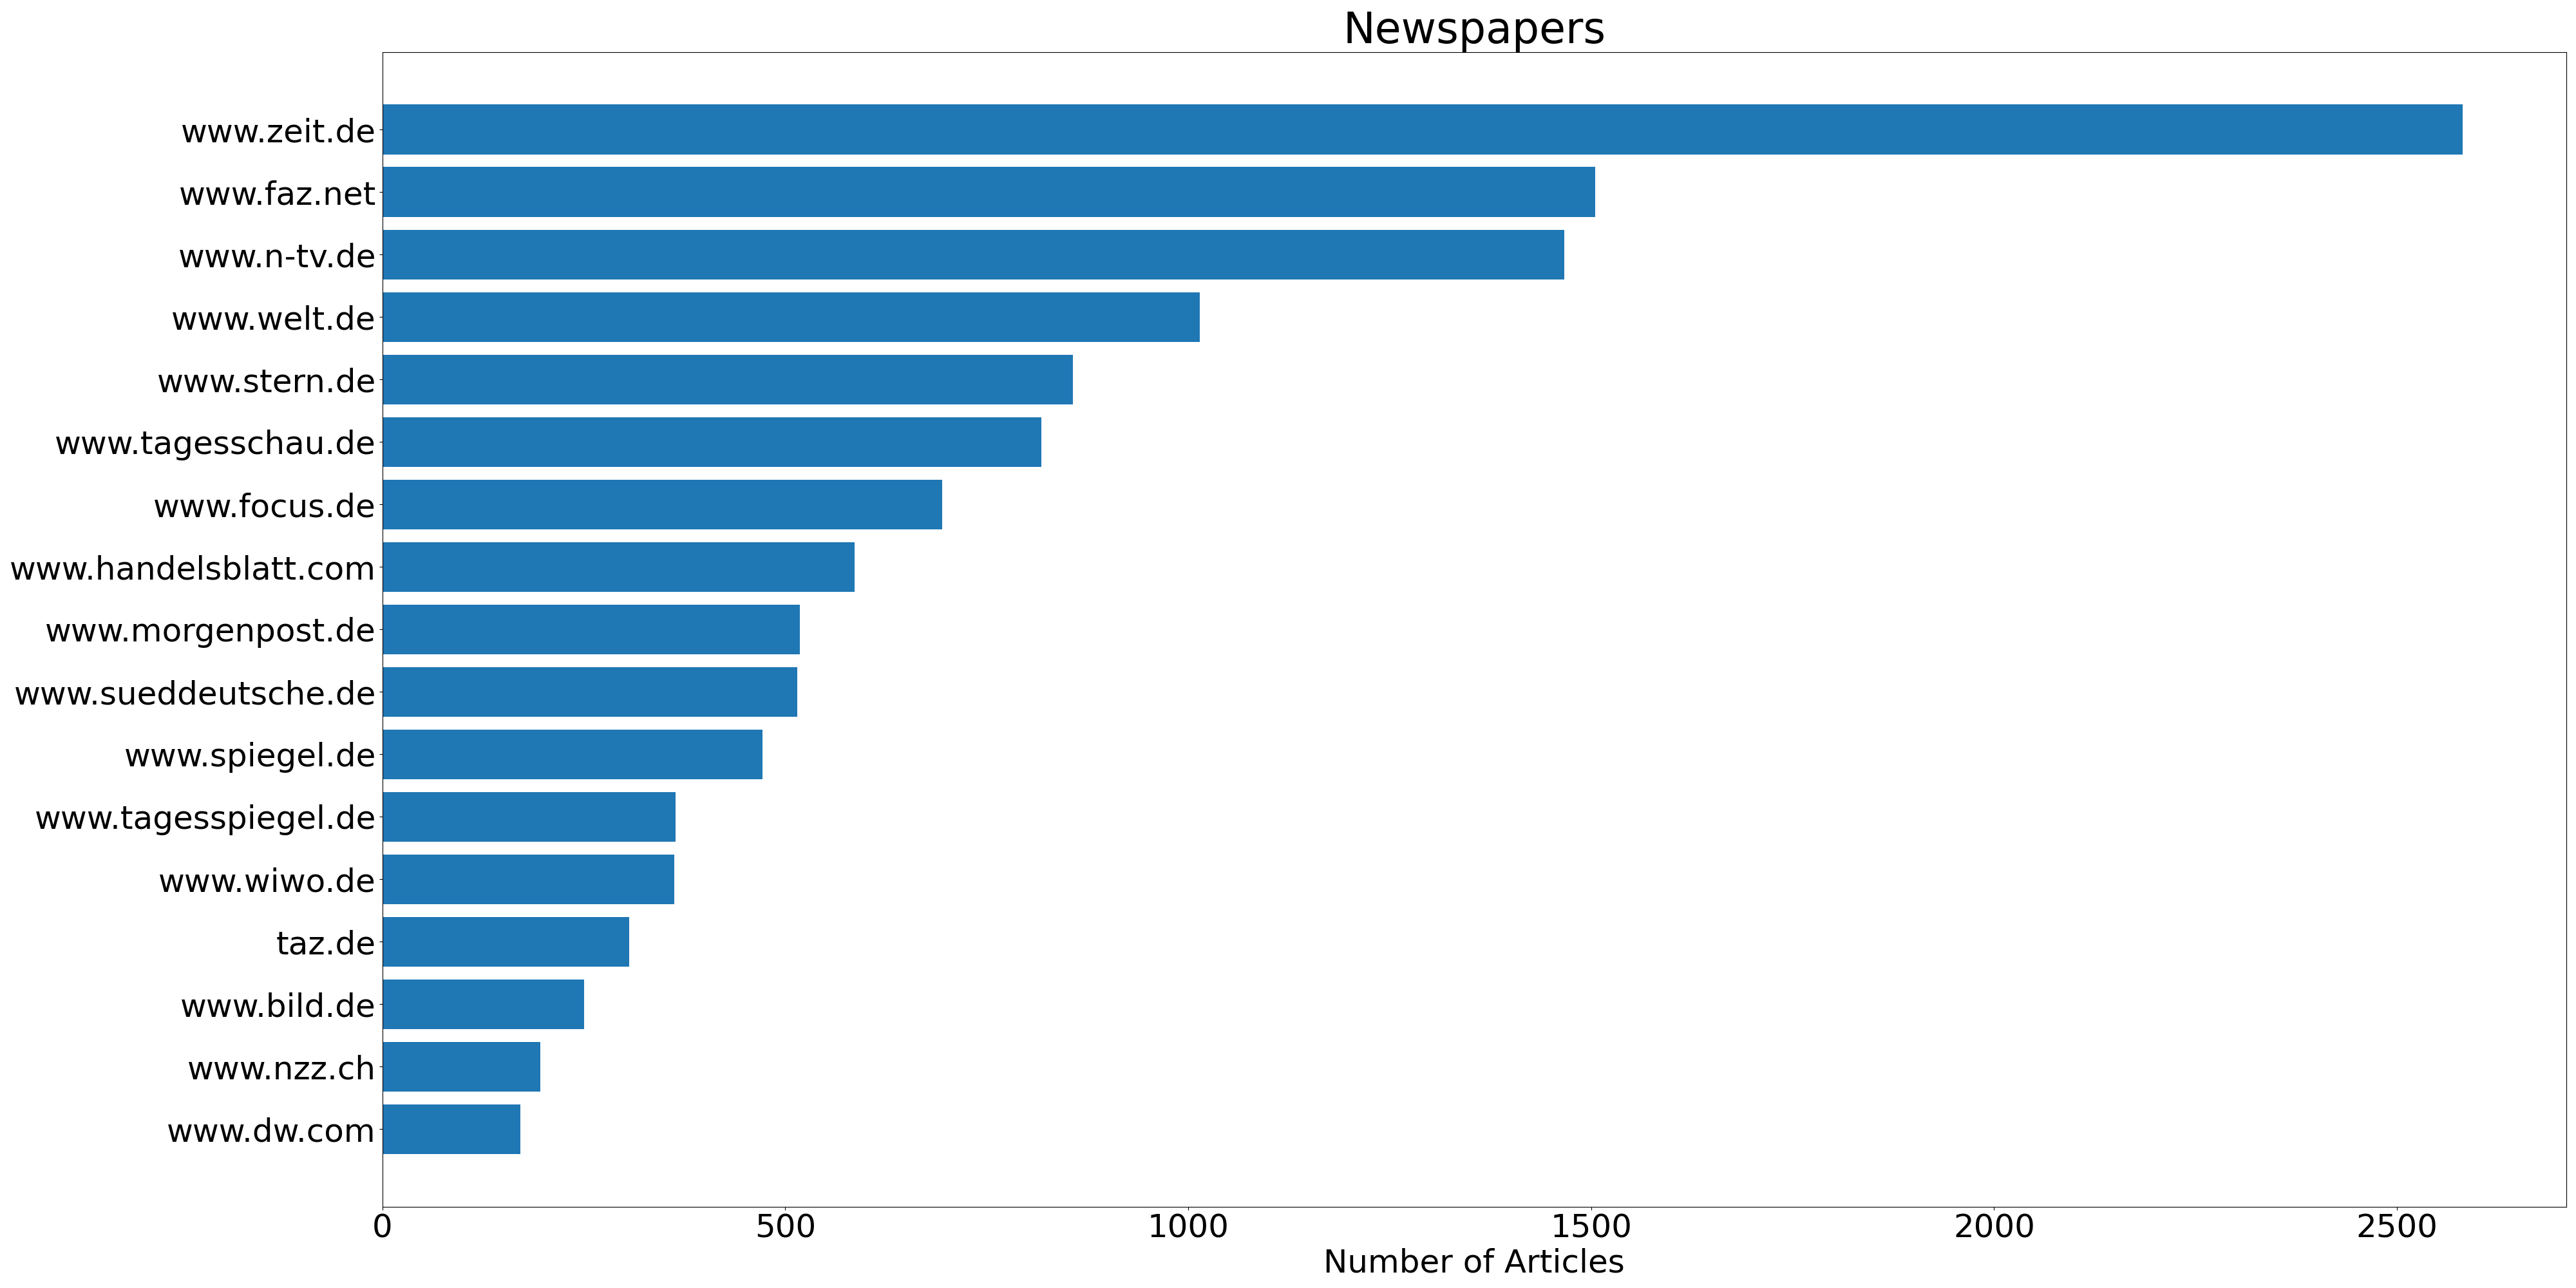 Newspapers
www.zeit.de
www.faz.net
www.n-tv.de
www.welt.de
www.stern.de
www.tagesschau.de
www.focus.de
www.handelsblatt.com
www.morgenpost.de
www.sueddeutsche.de
www.spiegel.de
www.tagesspiegel.de
www.wiwo.de
taz.de
www.bild.de
www.nzz.ch
www.dw.com
0 500 1000 1500 2000 2500
Number of Articles